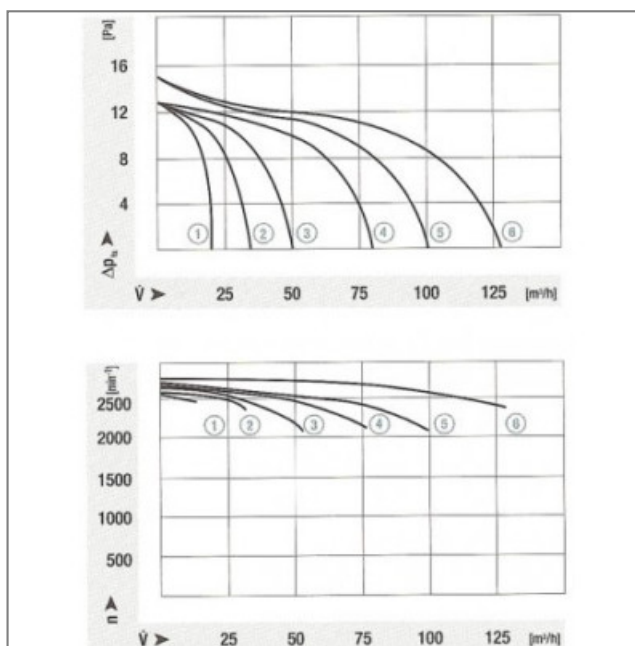 [Pa]
16
12
8
4
① ② ③ ④ ⑤ ⑥
Δp
V̇ ➤ 25 50 75 100 125 [m³/h]
[min⁻¹]
2500
2000
① ② ③ ④ ⑤ ⑥
1500
1000
500
n ➤
V̇ ➤ 25 50 75 100 125 [m³/h]